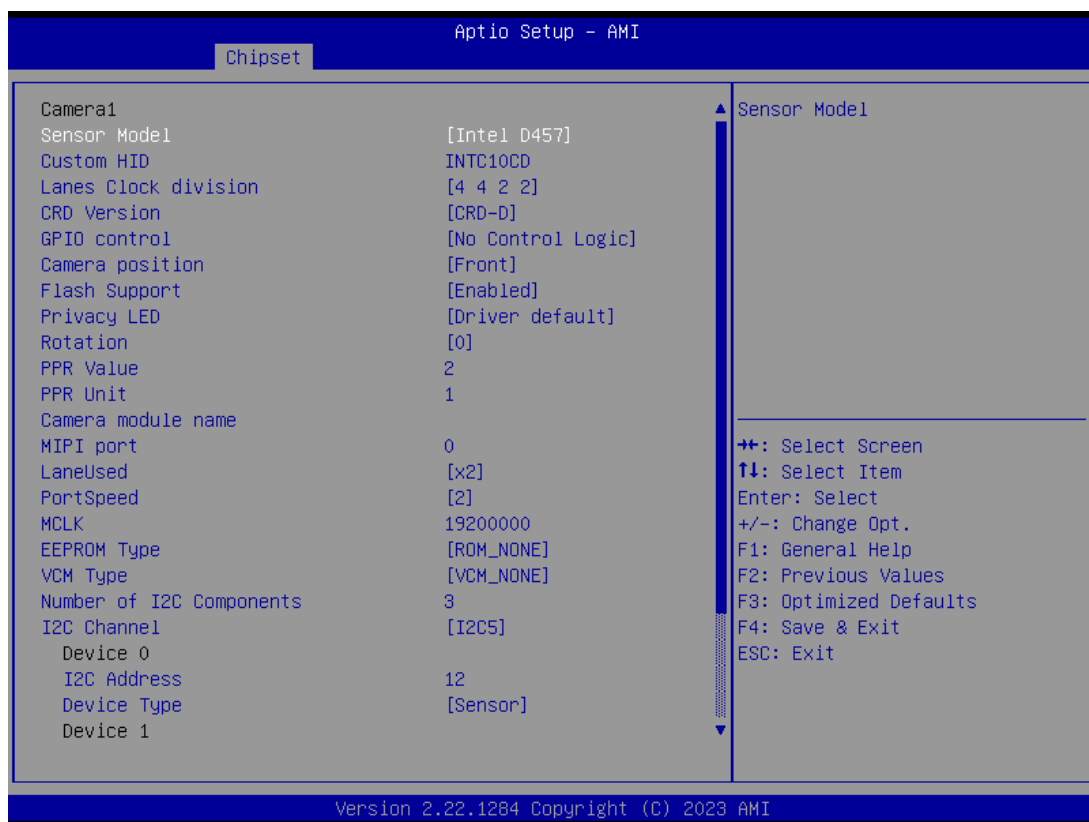 Aptio Setup - AMI
Chipset
Camera1
Sensor Model [Intel D457]
Custom HID INTC10CD
Lanes Clock division [4 4 2 2]
CRD Version [CRD-D]
GPIO control [No Control Logic]
Camera position [Front]
Flash Support [Enabled]
Privacy LED [Driver default]
Rotation [0]
PPR Value 2
PPR Unit 1
Camera module name
MIPI port 0
LaneUsed [x2]
PortSpeed [2]
MCLK 19200000
EEPROM Type [ROM_NONE]
VCM Type [VCM_NONE]
Number of I2C Components 3
I2C Channel [I2C5]
Device 0
I2C Address 12
Device Type [Sensor]
Device 1
Sensor Model
→←: Select Screen
↑↓: Select Item
Enter: Select
+/-: Change Opt.
F1: General Help
F2: Previous Values
F3: Optimized Defaults
F4: Save & Exit
ESC: Exit
Version 2.22.1284 Copyright (C) 2023 AMI